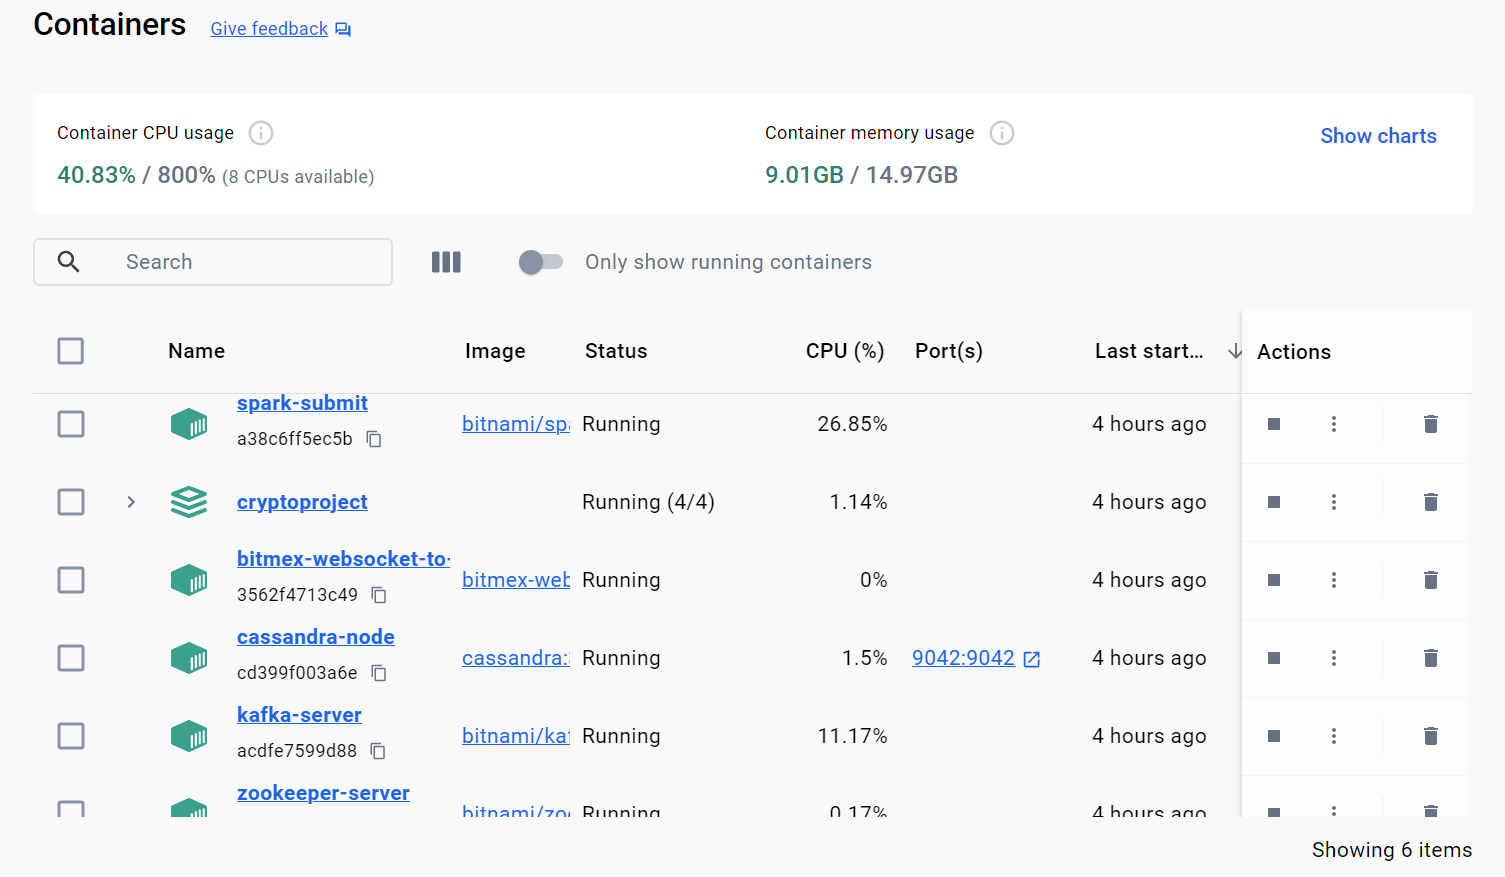 Containers Give feedback
Container CPU usage
40.83% / 800% (8 CPUs available)
Container memory usage
9.01GB / 14.97GB
Show charts
Search
Only show running containers
Name Image Status CPU (%) Port(s) Last start... Actions
spark-submit
a38c6ff5ec5b
bitnami/spa Running 26.85% 4 hours ago
cryptoproject Running (4/4) 1.14% 4 hours ago
bitmex-websocket-to-
3562f4713c49
bitmex-web Running 0% 4 hours ago
cassandra-node
cd399f003a6e
cassandra: Running 1.5% 9042:9042 4 hours ago
kafka-server
acdfe7599d88
bitnami/kaf Running 11.17% 4 hours ago
zookeeper-server
bitnami/zoo Running 0.17% 4 hours ago
Showing 6 items